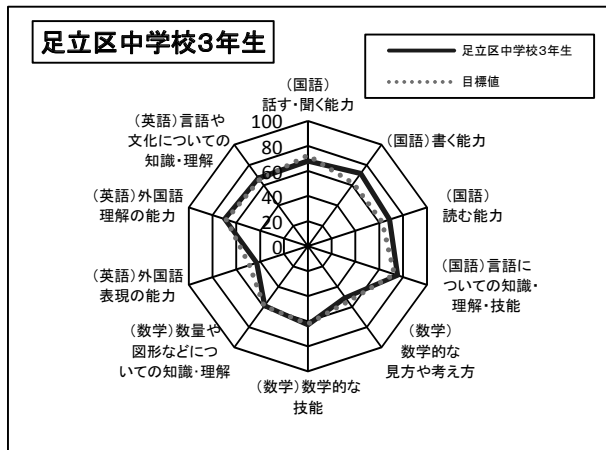 足立区中学校3年生
足立区中学校3年生
目標値
(国語)
話す・聞く能力
(国語)書く能力
(国語)
読む能力
(国語)言語に
ついての知識・
理解・技能
(数学)
数学的な
見方や考え方
(数学)数学的な
技能
(数学)数量や
図形などにつ
いての知識・理解
(英語)外国語
表現の能力
(英語)外国語
理解の能力
(英語)言語や
文化についての
知識・理解
100
80
60
40
20
0